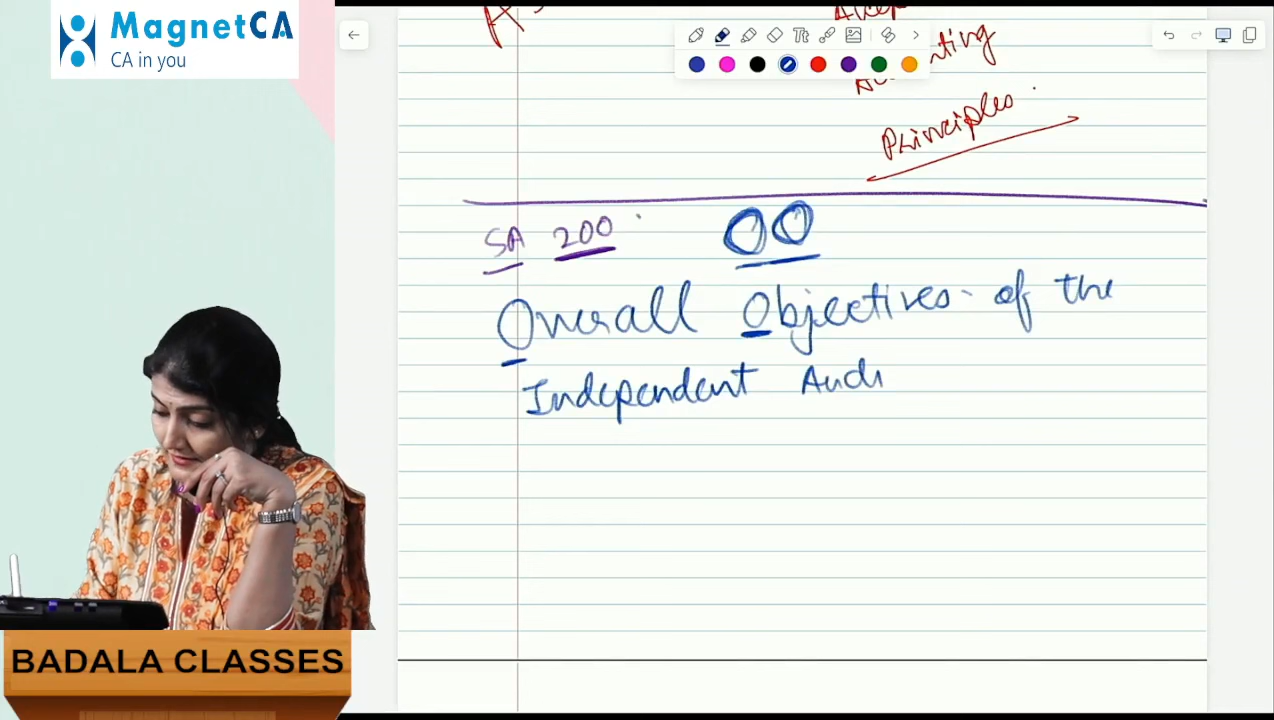 MagnetCA
CA in you
Principles
SA 200
OO
Overall Objectives of the
Independent Audi
BADALA CLASSES